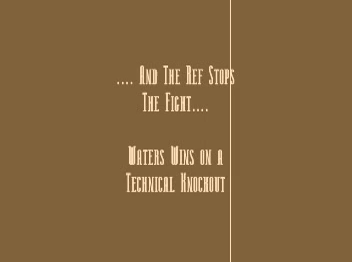 .... And The Ref Stops
The Fight....
Waters Wins on a
Technical Knockout